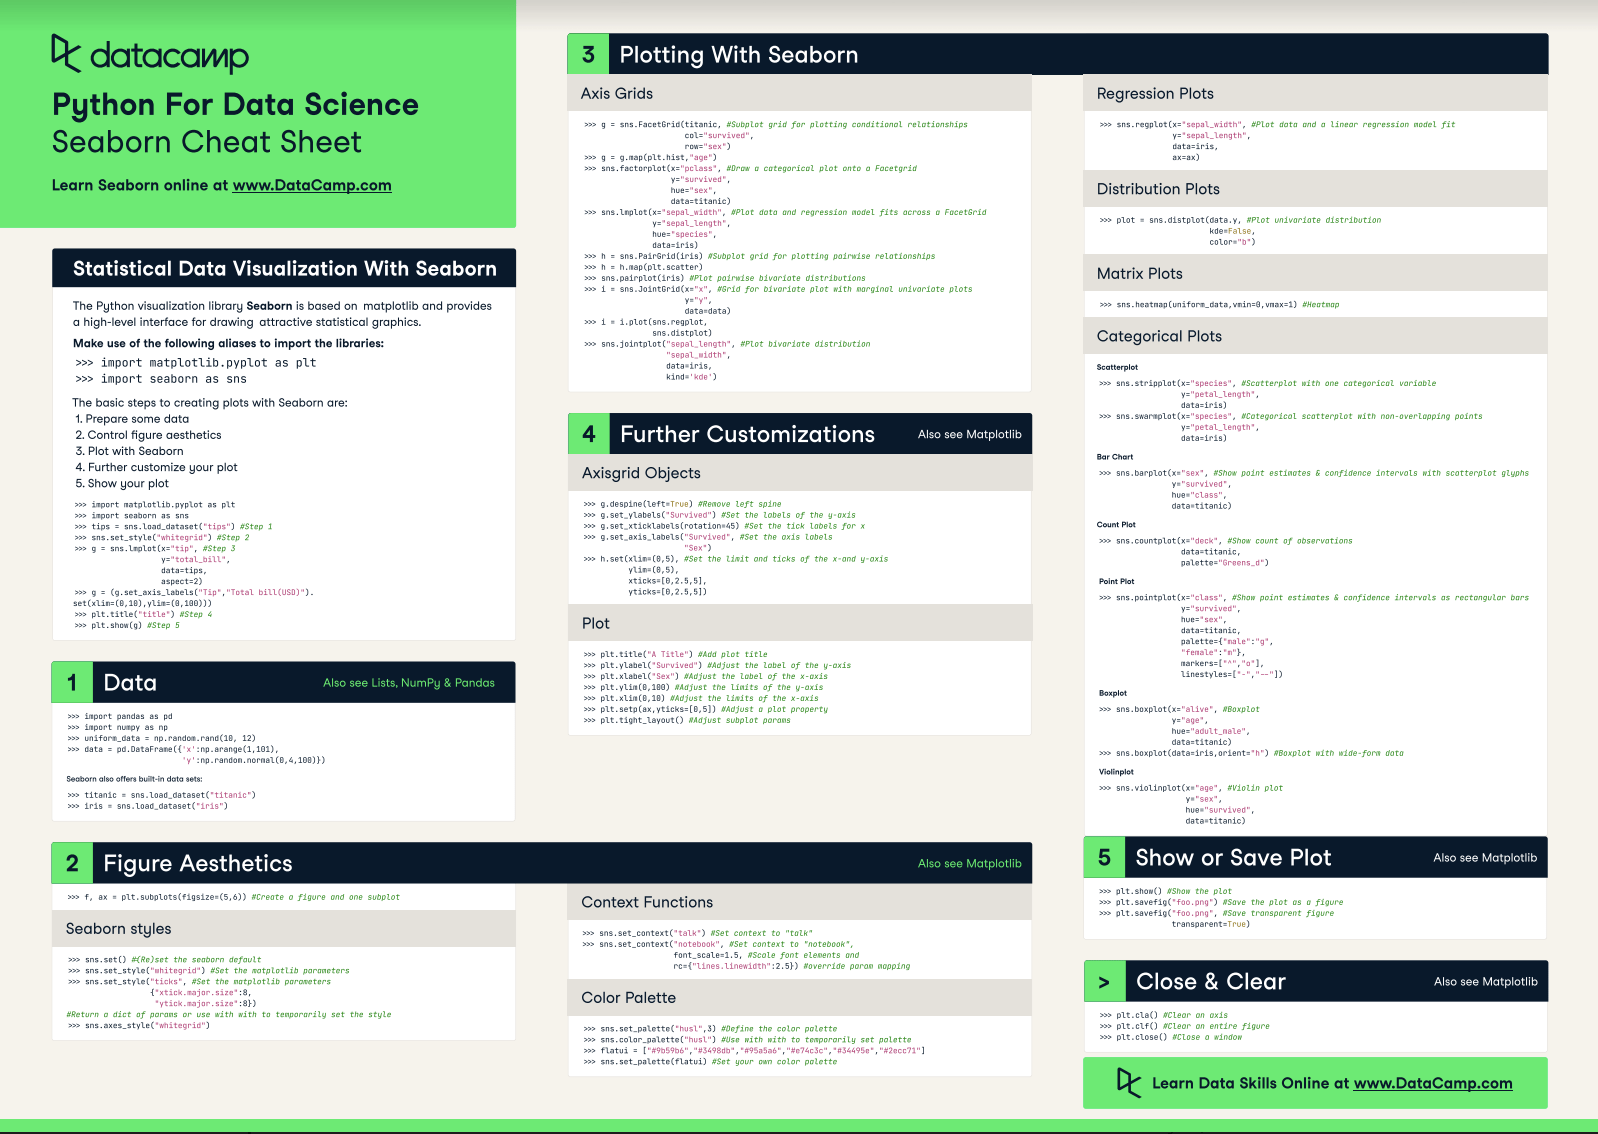 datacamp
Python For Data Science
Seaborn Cheat Sheet
Learn Seaborn online at www.DataCamp.com
Statistical Data Visualization With Seaborn
The Python visualization library Seaborn is based on matplotlib and provides
a high-level interface for drawing attractive statistical graphics.
Make use of the following aliases to import the libraries:
>>> import matplotlib.pyplot as plt
>>> import seaborn as sns
The basic steps to creating plots with Seaborn are:
1. Prepare some data
2. Control figure aesthetics
3. Plot with Seaborn
4. Further customize your plot
5. Show your plot
>>> import matplotlib.pyplot as plt
>>> import seaborn as sns
>>> tips = sns.load_dataset("tips") #Step 1
>>> sns.set_style("whitegrid") #Step 2
>>> g = sns.lmplot(x="tip", #Step 3
y="total_bill",
data=tips,
aspect=2)
>>> g = (g.set_axis_labels("Tip","Total bill(USD)").
set(xlim=(0,10),ylim=(0,100)))
>>> plt.title("title") #Step 4
>>> plt.show(g) #Step 5
1 Data Also see Lists, NumPy & Pandas
>>> import pandas as pd
>>> import numpy as np
>>> uniform_data = np.random.rand(10, 12)
>>> data = pd.DataFrame({'x':np.arange(1,101),
'y':np.random.normal(0,4,100)})
Seaborn also offers built-in data sets:
>>> titanic = sns.load_dataset("titanic")
>>> iris = sns.load_dataset("iris")
2 Figure Aesthetics Also see Matplotlib
>>> f, ax = plt.subplots(figsize=(5,6)) #Create a figure and one subplot
Seaborn styles
>>> sns.set() #(Re)set the seaborn default
>>> sns.set_style("whitegrid") #Set the matplotlib parameters
>>> sns.set_style("ticks", #Set the matplotlib parameters
{"xtick.major.size":8,
"ytick.major.size":8})
#Return a dict of params or use with with to temporarily set the style
>>> sns.axes_style("whitegrid")
Context Functions
>>> sns.set_context("talk") #Set context to "talk"
>>> sns.set_context("notebook", #Set context to "notebook",
font_scale=1.5, #Scale font elements and
rc={"lines.linewidth":2.5}) #override param mapping
Color Palette
>>> sns.set_palette("husl",3) #Define the color palette
>>> sns.color_palette("husl") #Use with with to temporarily set palette
>>> flatui = ["#9b59b6","#3498db","#95a5a6","#e74c3c","#34495e","#2ecc71"]
>>> sns.set_palette(flatui) #Set your own color palette
3 Plotting With Seaborn
Axis Grids
>>> g = sns.FacetGrid(titanic, #Subplot grid for plotting conditional relationships
col="survived",
row="sex")
>>> g = g.map(plt.hist,"age")
>>> sns.factorplot(x="pclass", #Draw a categorical plot onto a Facetgrid
y="survived",
hue="sex",
data=titanic)
>>> sns.lmplot(x="sepal_width", #Plot data and regression model fits across a FacetGrid
y="sepal_length",
hue="species",
data=iris)
>>> h = sns.PairGrid(iris) #Subplot grid for plotting pairwise relationships
>>> h = h.map(plt.scatter)
>>> sns.pairplot(iris) #Plot pairwise bivariate distributions
>>> i = sns.JointGrid(x="x", #Grid for bivariate plot with marginal univariate plots
y="y",
data=data)
>>> i = i.plot(sns.regplot,
sns.distplot)
>>> sns.jointplot("sepal_length", #Plot bivariate distribution
"sepal_width",
data=iris,
kind='kde')
4 Further Customizations Also see Matplotlib
Axisgrid Objects
>>> g.despine(left=True) #Remove left spine
>>> g.set_ylabels("Survived") #Set the labels of the y-axis
>>> g.set_xticklabels(rotation=45) #Set the tick labels for x
>>> g.set_axis_labels("Survived", #Set the axis labels
"Sex")
>>> h.set(xlim=(0,5), #Set the limit and ticks of the x-and y-axis
ylim=(0,5),
xticks=[0,2.5,5],
yticks=[0,2.5,5])
Plot
>>> plt.title("A Title") #Add plot title
>>> plt.ylabel("Survived") #Adjust the label of the y-axis
>>> plt.xlabel("Sex") #Adjust the label of the x-axis
>>> plt.ylim(0,100) #Adjust the limits of the y-axis
>>> plt.xlim(0,10) #Adjust the limits of the x-axis
>>> plt.setp(ax,yticks=[0,5]) #Adjust a plot property
>>> plt.tight_layout() #Adjust subplot params
Regression Plots
>>> sns.regplot(x="sepal_width", #Plot data and a linear regression model fit
y="sepal_length",
data=iris,
ax=ax)
Distribution Plots
>>> plot = sns.distplot(data.y, #Plot univariate distribution
kde=False,
color="b")
Matrix Plots
>>> sns.heatmap(uniform_data,vmin=0,vmax=1) #Heatmap
Categorical Plots
Scatterplot
>>> sns.stripplot(x="species", #Scatterplot with one categorical variable
y="petal_length",
data=iris)
>>> sns.swarmplot(x="species", #Categorical scatterplot with non-overlapping points
y="petal_length",
data=iris)
Bar Chart
>>> sns.barplot(x="sex", #Show point estimates & confidence intervals with scatterplot glyphs
y="survived",
hue="class",
data=titanic)
Count Plot
>>> sns.countplot(x="deck", #Show count of observations
data=titanic,
palette="Greens_d")
Point Plot
>>> sns.pointplot(x="class", #Show point estimates & confidence intervals as rectangular bars
y="survived",
hue="sex",
data=titanic,
palette={"male":"g",
"female":"m"},
markers=["^","o"],
linestyles=["-","--"])
Boxplot
>>> sns.boxplot(x="alive", #Boxplot
y="age",
hue="adult_male",
data=titanic)
>>> sns.boxplot(data=iris,orient="h") #Boxplot with wide-form data
Violinplot
>>> sns.violinplot(x="age", #Violin plot
y="sex",
hue="survived",
data=titanic)
5 Show or Save Plot Also see Matplotlib
>>> plt.show() #Show the plot
>>> plt.savefig("foo.png") #Save the plot as a figure
>>> plt.savefig("foo.png", #Save transparent figure
transparent=True)
> Close & Clear Also see Matplotlib
>>> plt.cla() #Clear an axis
>>> plt.clf() #Clear an entire figure
>>> plt.close() #Close a window
Learn Data Skills Online at www.DataCamp.com